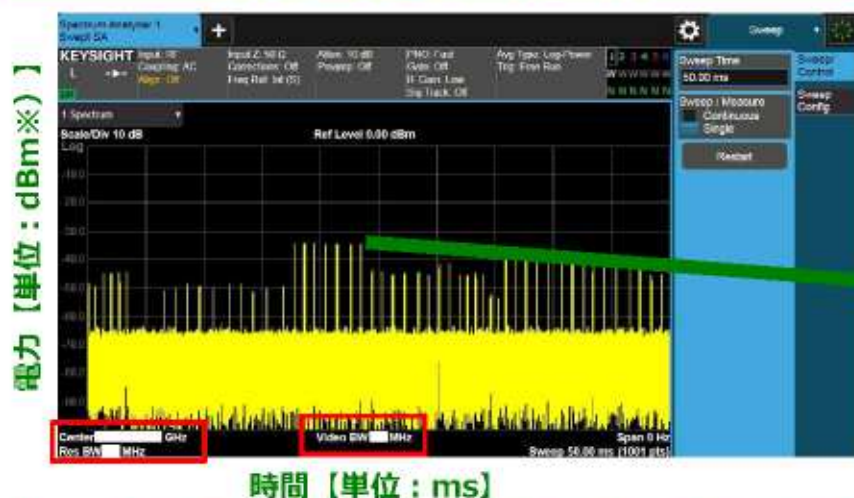 Spectrum Analyzer 1
Swept SA
+
Sweep
KEYSIGHT
Input: RF
Coupling: AC
Align: Off
Input Z: 50 Ω
Corrections: Off
Freq Ref: Int (S)
Atten: 10 dB
Preamp: Off
PNO: Fast
Gate: Off
IF Gain: Low
Sig Track: Off
Avg Type: Log-Power
Trig: Free Run
L
1 Spectrum
Scale/Div 10 dB
Ref Level 0.00 dBm
Log
Sweep Time
50.00 ms
Sweep / Measure
Continuous
Single
Restart
Sweep
Control
Sweep
Config
電力【単位:dBm※)】
Center GHz
Res BW MHz
Video BW MHz
Span 0 Hz
Sweep 50.00 ms (1001 pts)
時間【単位:ms】